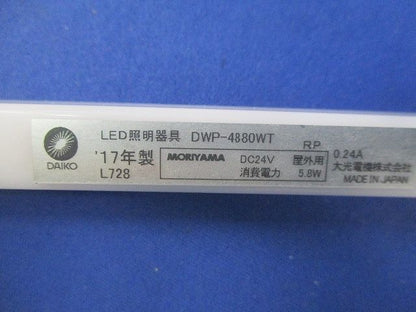 LED照明器具 DWP-4880WT
DAIKO
'17年製
L728
MORIYAMA
DC24V 屋外用
消費電力 5.8W
RP
0.24A
大光電機株式会社
MADE IN JAPAN